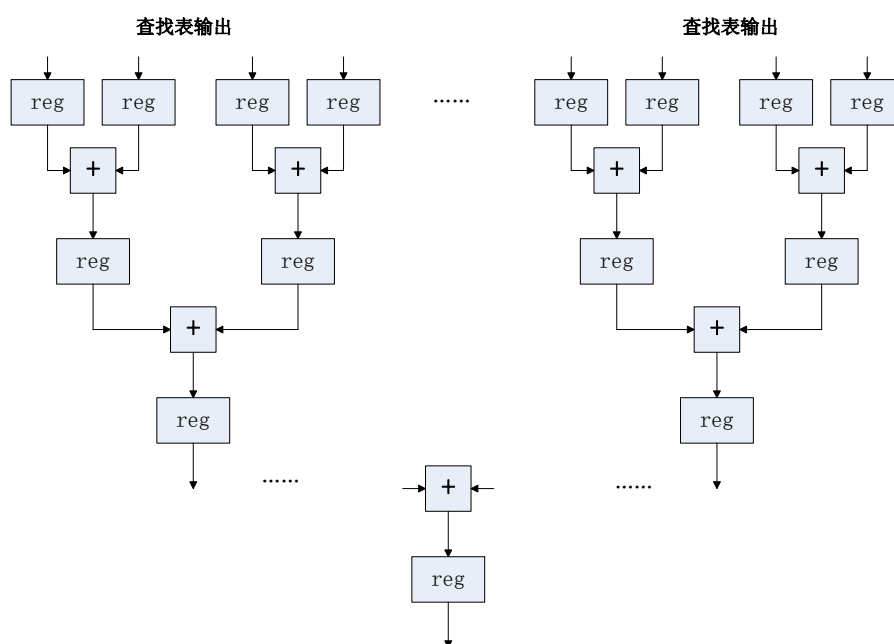 查找表输出 查找表输出
reg reg reg reg …… reg reg reg reg
+ + + +
reg reg reg reg
+ +
reg reg
…… + ……
reg